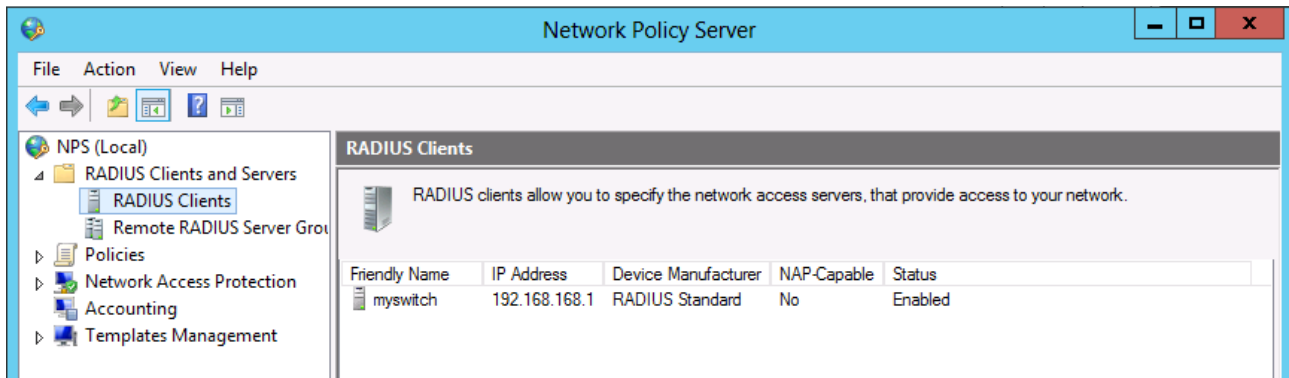 Network Policy Server
File Action View Help
NPS (Local)
RADIUS Clients and Servers
RADIUS Clients
Remote RADIUS Server Grou
Policies
Network Access Protection
Accounting
Templates Management
RADIUS Clients
RADIUS clients allow you to specify the network access servers, that provide access to your network.
Friendly Name IP Address Device Manufacturer NAP-Capable Status
myswitch 192.168.168.1 RADIUS Standard No Enabled